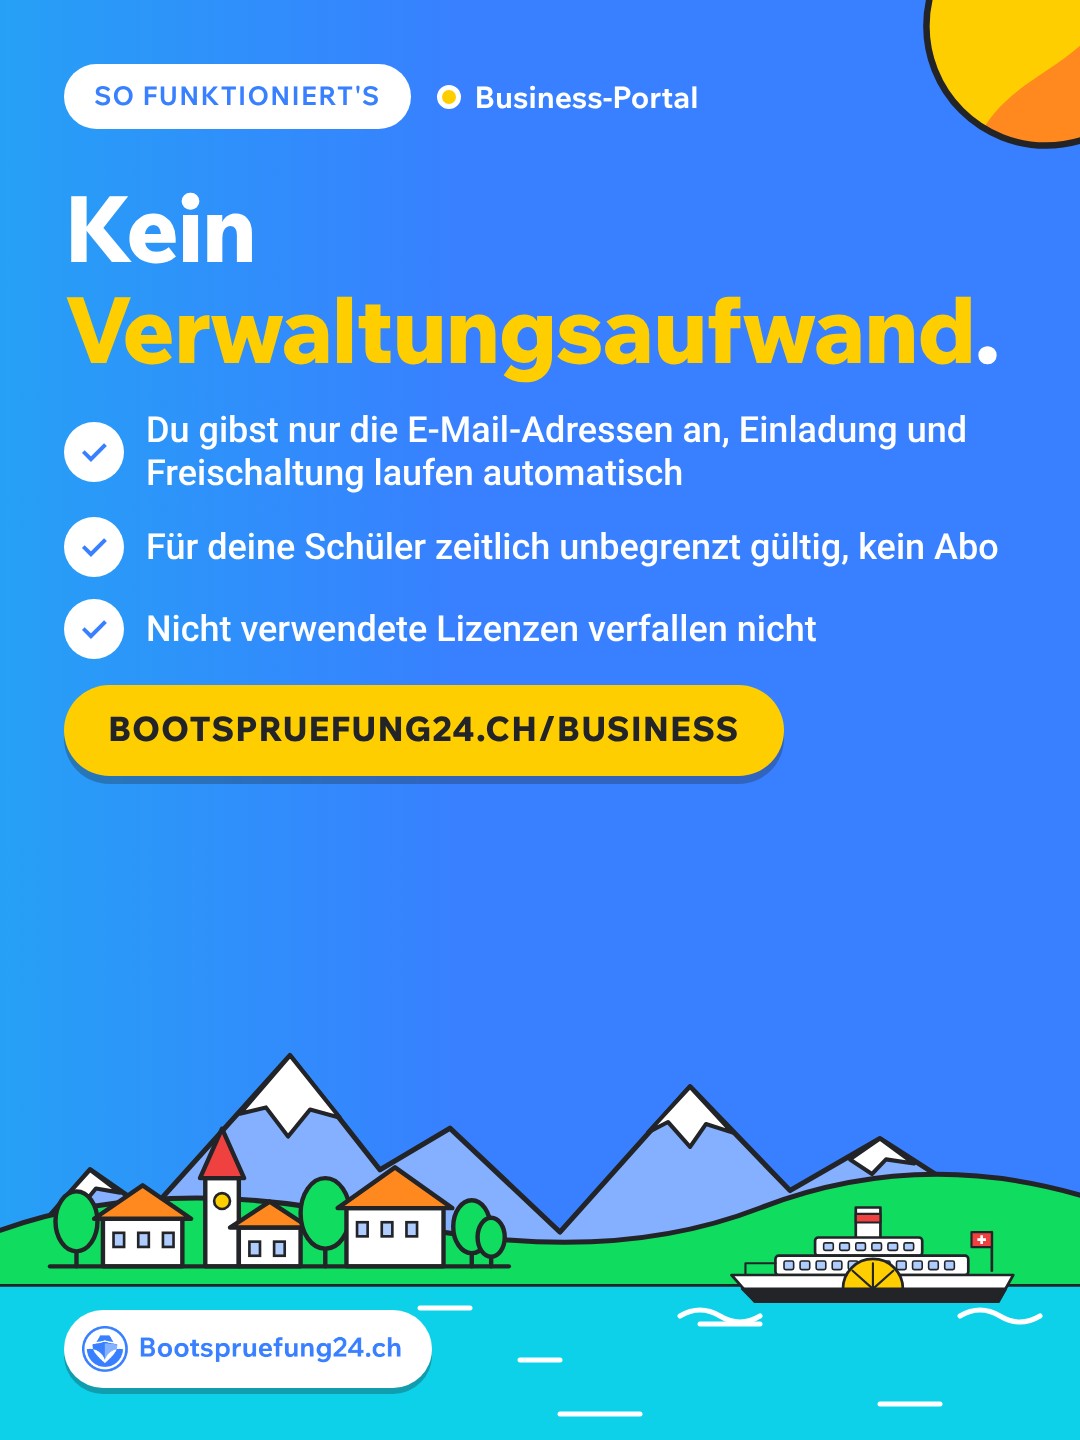 SO FUNKTIONIERT'S
Business-Portal
Kein
Verwaltungsaufwand.
Du gibst nur die E-Mail-Adressen an, Einladung und
Freischaltung laufen automatisch
Für deine Schüler zeitlich unbegrenzt gültig, kein Abo
Nicht verwendete Lizenzen verfallen nicht
BOOTSPRUEFUNG24.CH/BUSINESS
Bootspruefung24.ch